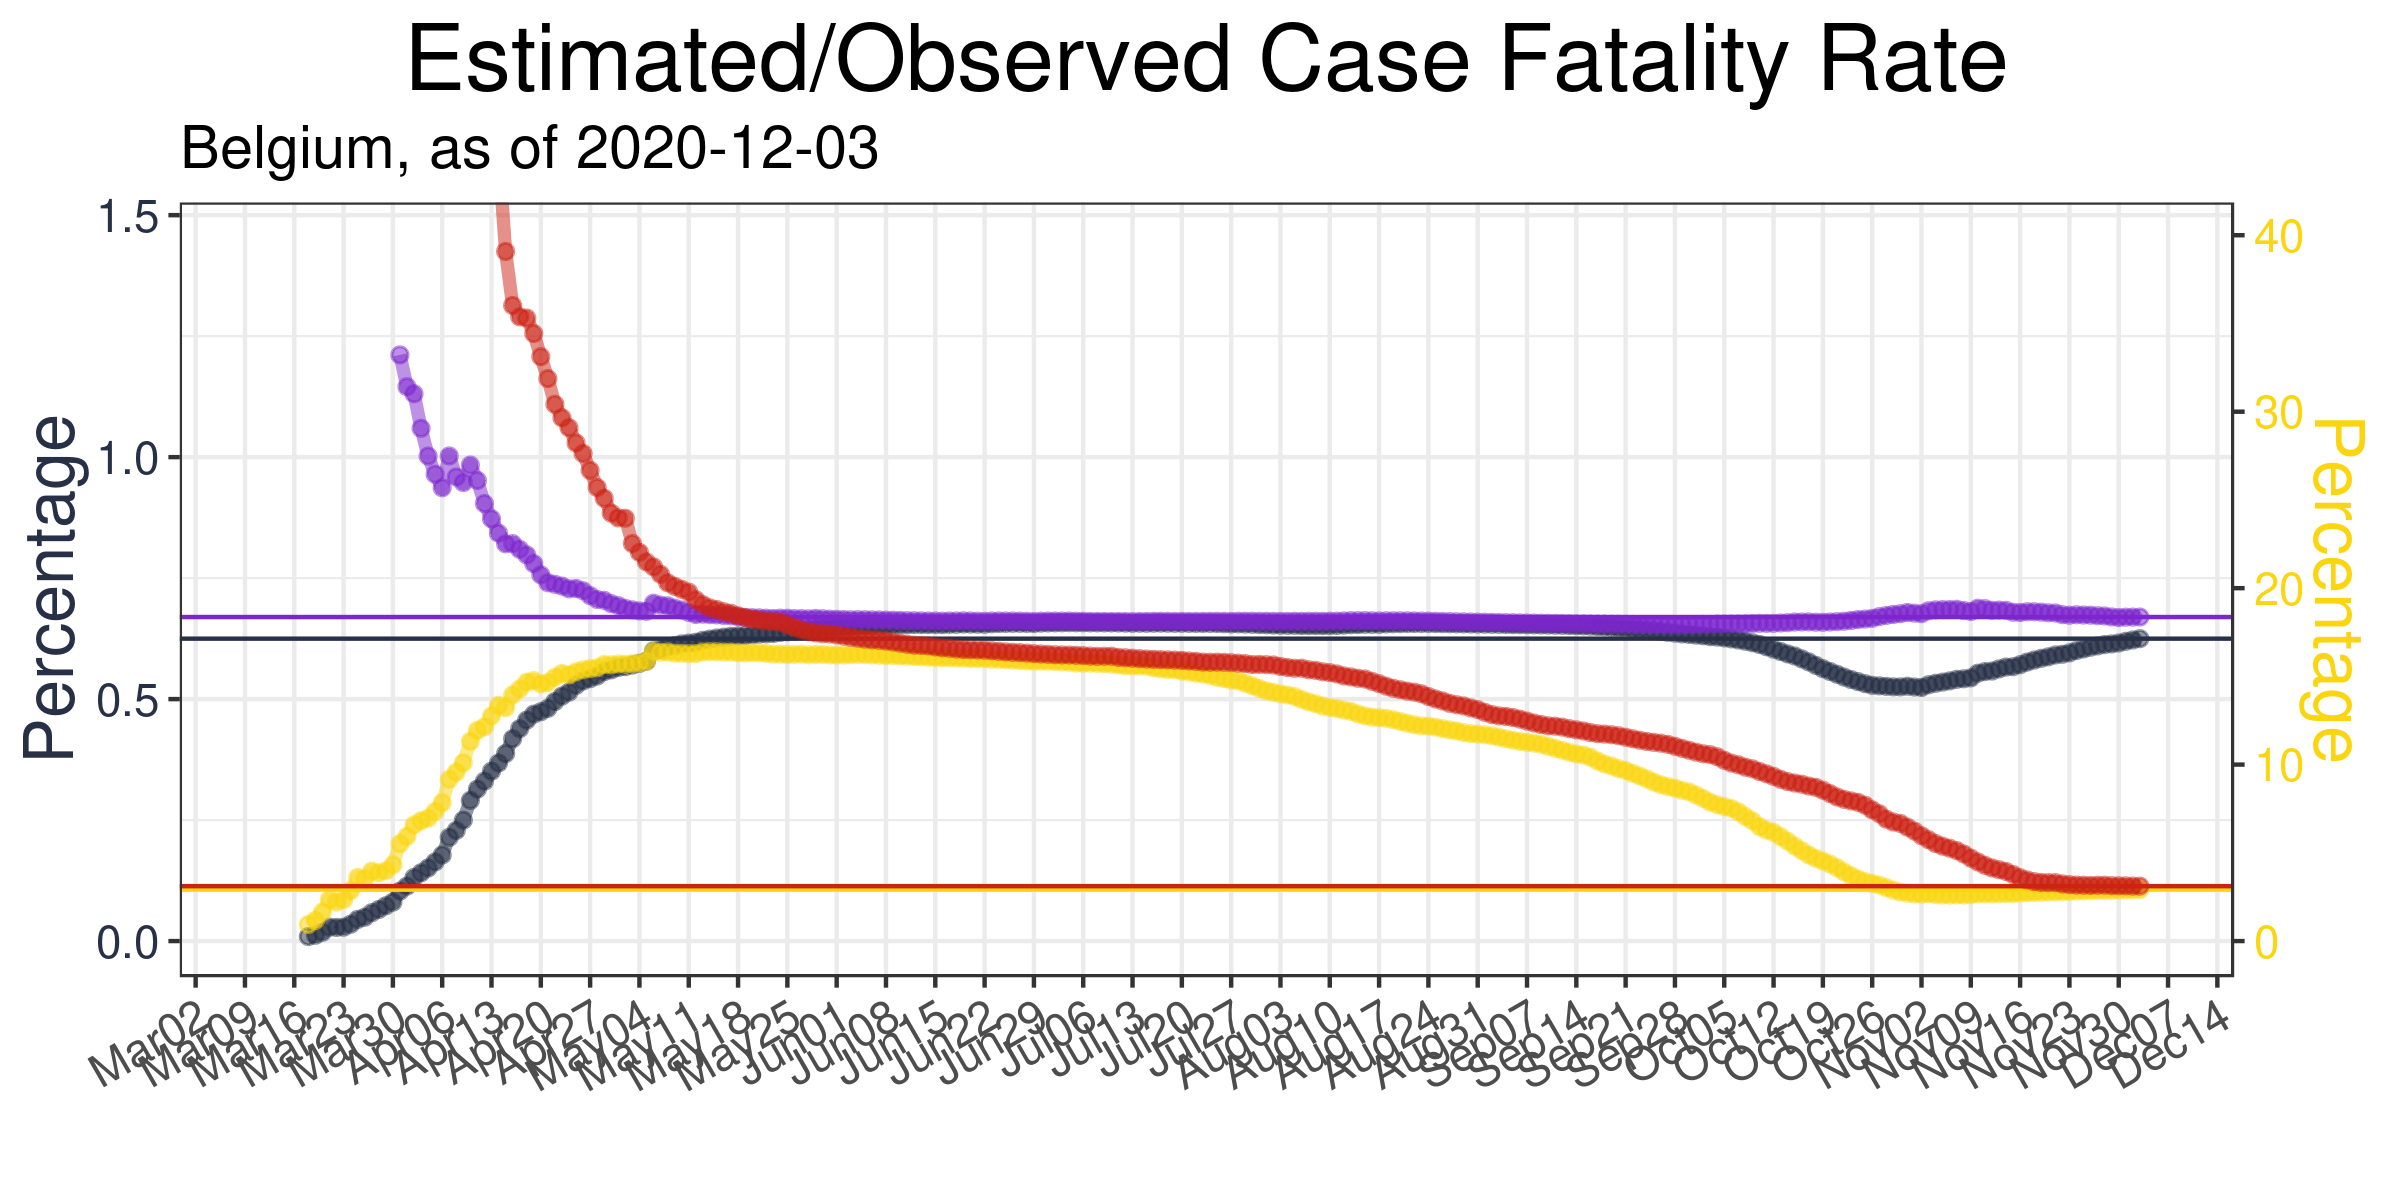 Estimated/Observed Case Fatality Rate
Belgium, as of 2020-12-03
Percentage
1.5
1.0
0.5
0.0
40
30
20
10
0
Percentage
Mar02
Mar09
Mar16
Mar23
Mar30
Apr06
Apr13
Apr20
Apr27
May04
May11
May18
May25
Jun01
Jun08
Jun15
Jun22
Jun29
Jul06
Jul13
Jul20
Jul27
Aug03
Aug10
Aug17
Aug24
Aug31
Sep07
Sep14
Sep21
Sep28
Oct05
Oct12
Oct19
Oct26
Nov02
Nov09
Nov16
Nov23
Nov30
Dec07
Dec14